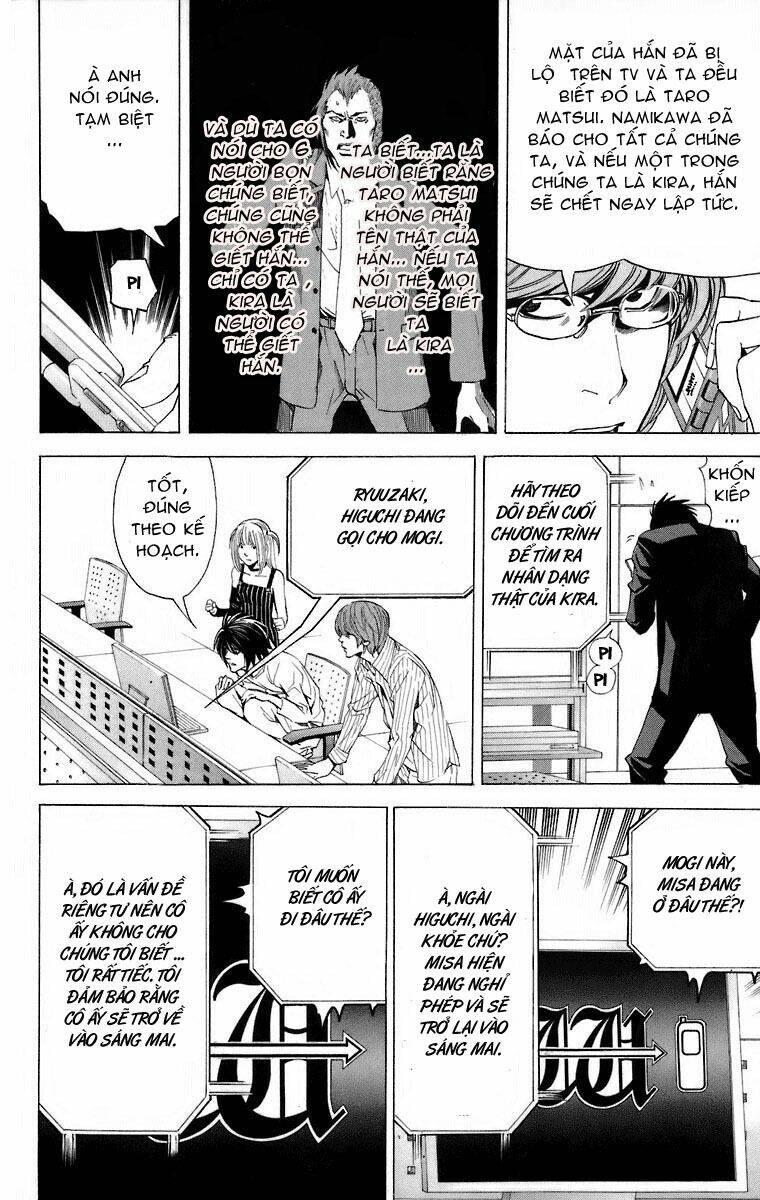 MẶT CỦA HẮN ĐÃ BỊ
LỘ TRÊN TV VÀ TA ĐỀU
BIẾT ĐÓ LÀ TARO
MATSUI. NAMIKAWA ĐÃ
BÁO CHO TẤT CẢ CHÚNG
TA, VÀ NẾU MỘT TRONG
CHÚNG TA LÀ KIRA, HẮN
SẼ CHẾT NGAY LẬP TỨC.
TA BIẾT...TA LÀ
NGƯỜI BIẾT RẰNG
TARO MATSUI
KHÔNG PHẢI
TÊN THẬT CỦA
HẮN... NẾU TA
NÓI THẾ, MỌI
NGƯỜI SẼ BIẾT
TA
LÀ KIRA
...
VÀ DÙ TA CÓ
NÓI CHO 6
NGƯỜI BỌN
CHÚNG BIẾT,
CHÚNG CŨNG
KHÔNG THỂ
GIẾT HẮN...
CHỈ CÓ TA ,
KIRA LÀ
NGƯỜI CÓ
THỂ GIẾT
HẮN.
À ANH
NÓI ĐÚNG.
TẠM BIỆT
...
PI
KHỐN
KIẾP
...
HÃY THEO
DÕI ĐẾN CUỐI
CHƯƠNG TRÌNH
ĐỂ TÌM RA
NHÂN DẠNG
THẬT CỦA KIRA.
PI
PI
RYUUZAKI,
HIGUCHI ĐANG
GỌI CHO MOGI.
TỐT,
ĐÚNG
THEO KẾ
HOẠCH.
MOGI NÀY,
MISA ĐANG
Ở ĐÂU THẾ?!
À, NGÀI
HIGUCHI, NGÀI
KHỎE CHỨ?
MISA HIỆN
ĐANG NGHỈ
PHÉP VÀ SẼ
TRỞ LẠI VÀO
SÁNG MAI.
TÔI MUỐN
BIẾT CÔ ẤY
ĐI ĐÂU THẾ?
À, ĐÓ LÀ VẤN ĐỀ
RIÊNG TƯ NÊN CÔ
ẤY KHÔNG CHO
CHÚNG TÔI BIẾT ...
TÔI RẤT TIẾC. TÔI
ĐẢM BẢO RẰNG
CÔ ẤY SẼ TRỞ VỀ
VÀO SÁNG MAI.